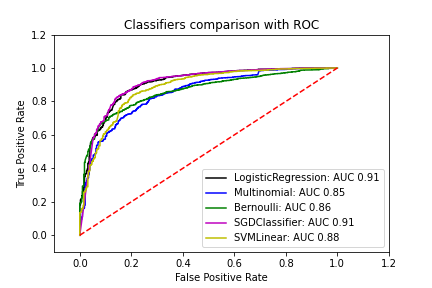 Classifiers comparison with ROC
True Positive Rate
1.2
1.0
0.8
0.6
0.4
0.2
0.0
LogisticRegression: AUC 0.91
Multinomial: AUC 0.85
Bernoulli: AUC 0.86
SGDClassifier: AUC 0.91
SVMLinear: AUC 0.88
0.0 0.2 0.4 0.6 0.8 1.0 1.2
False Positive Rate